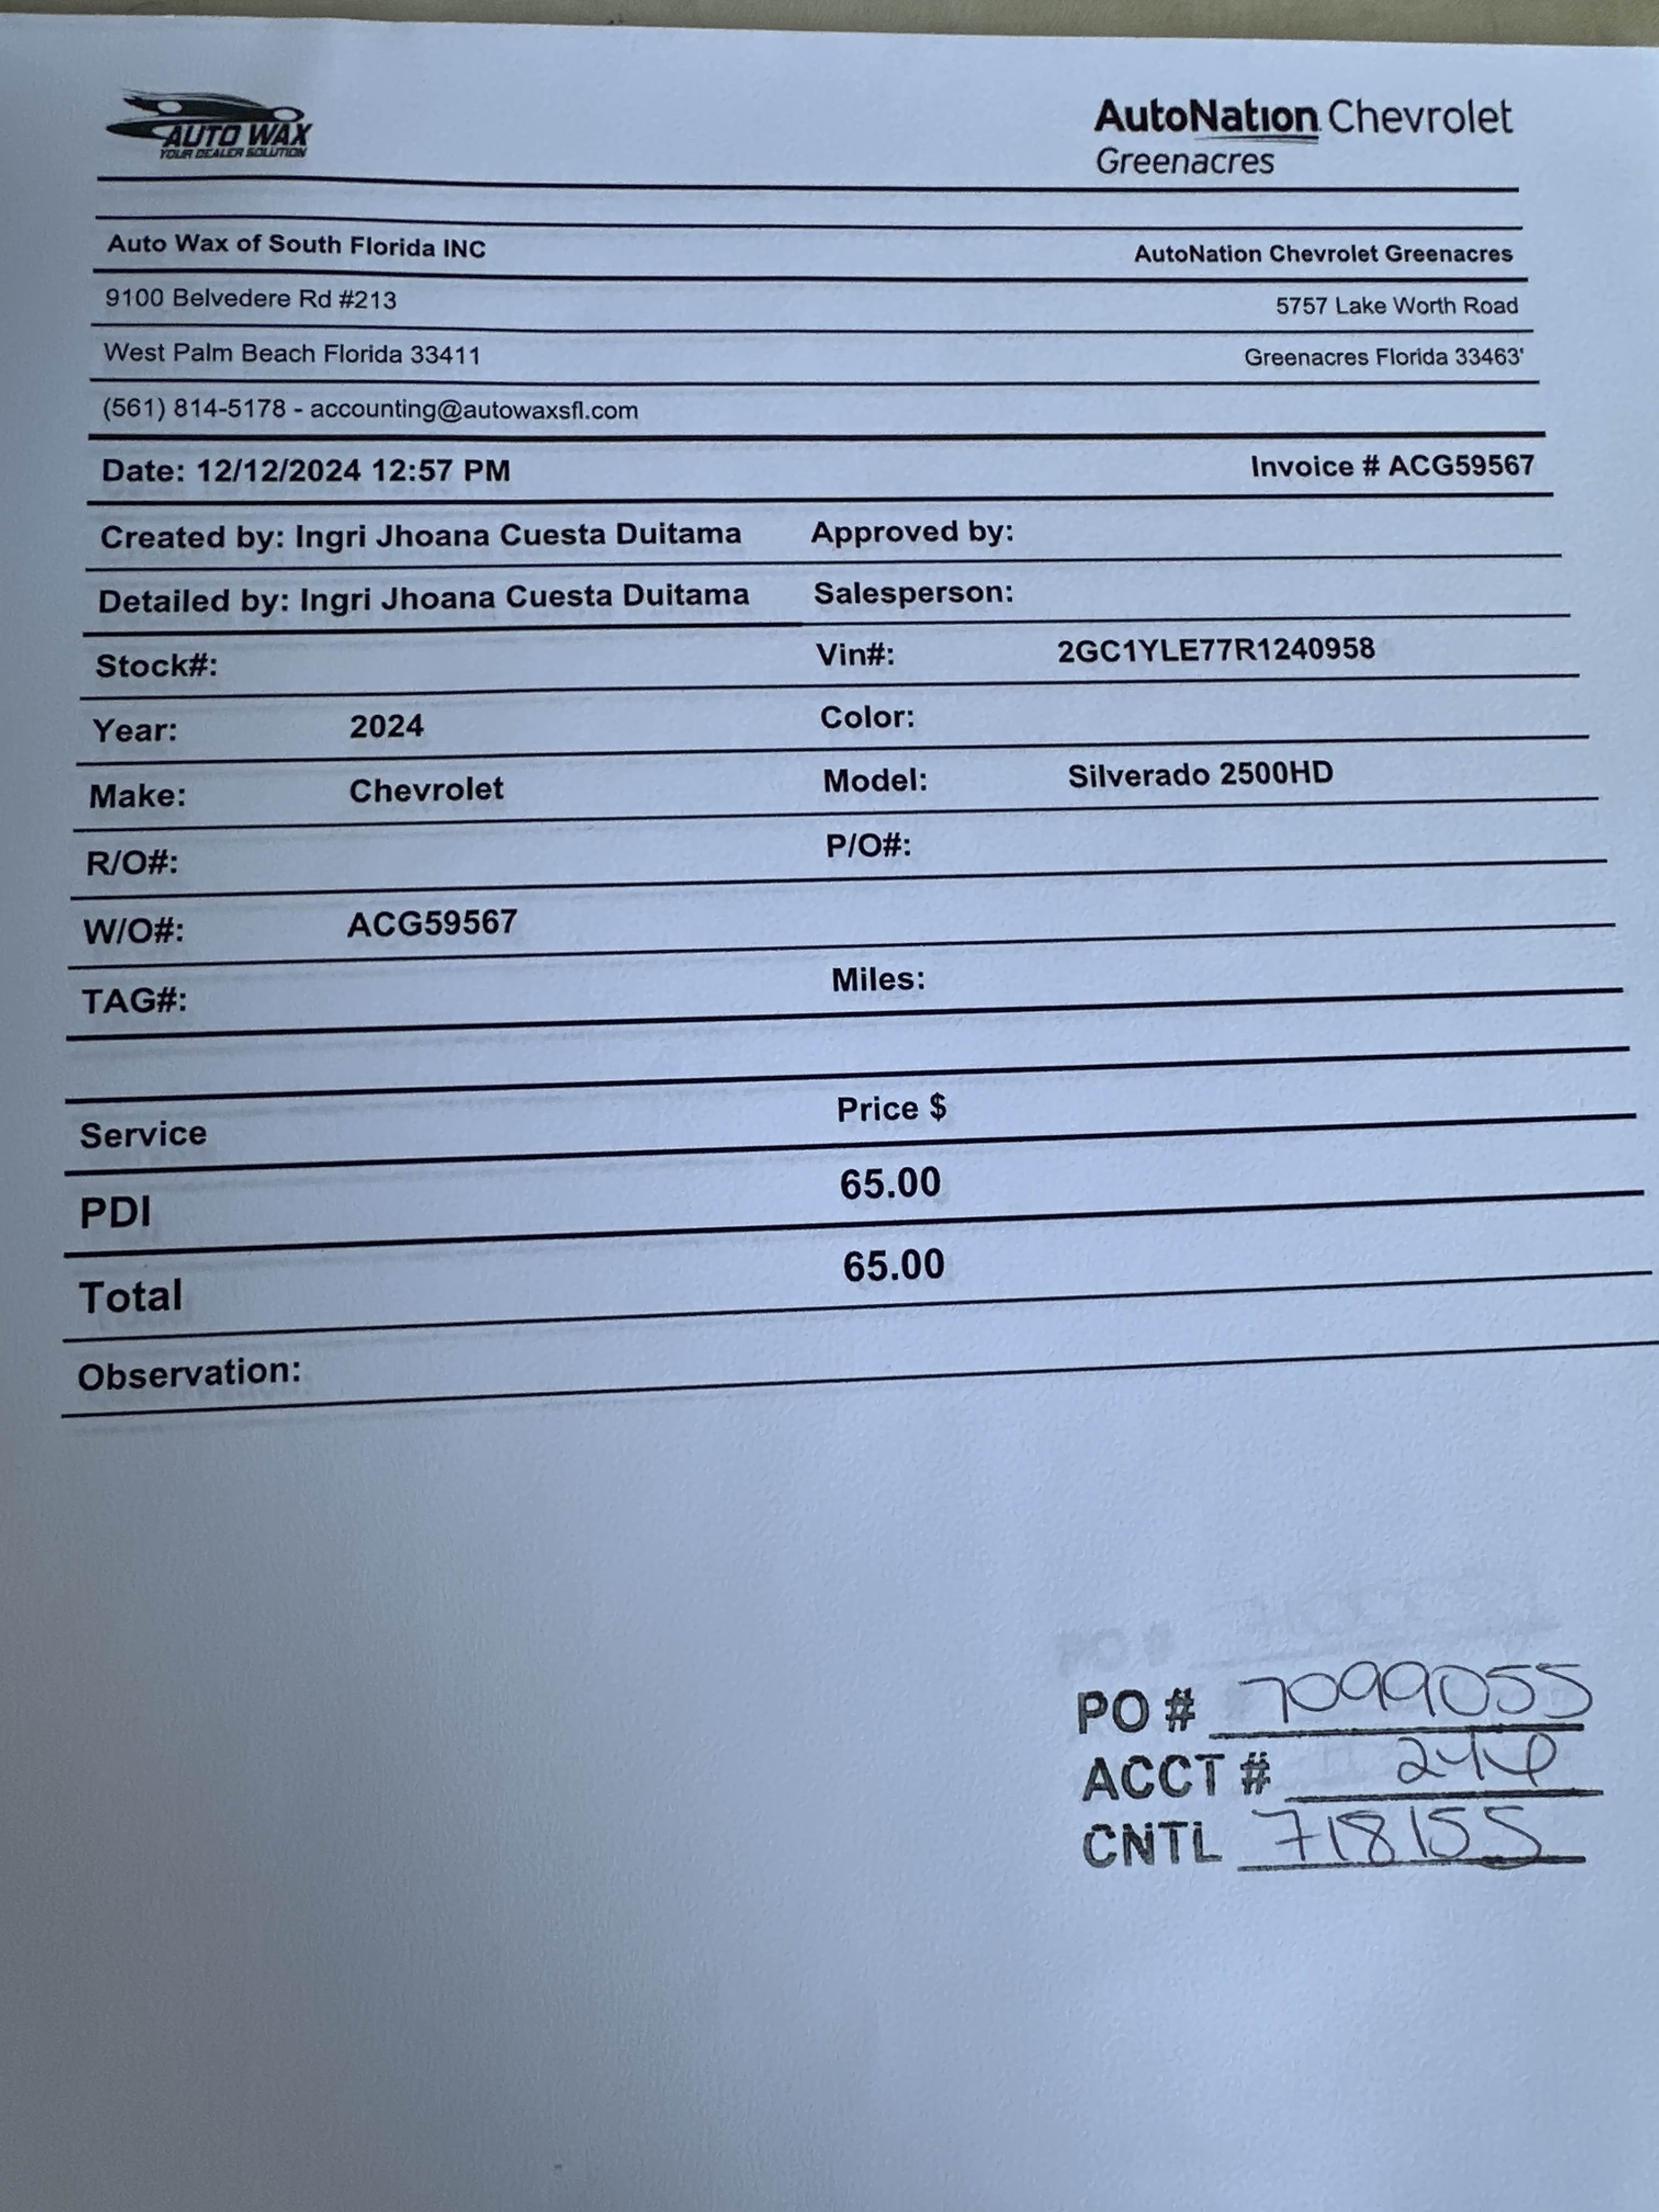 AUTO WAX
YOUR DEALER SOLUTION
AutoNation Chevrolet
Greenacres
Auto Wax of South Florida INC
AutoNation Chevrolet Greenacres
9100 Belvedere Rd #213
5757 Lake Worth Road
West Palm Beach Florida 33411
Greenacres Florida 33463'
(561) 814-5178 - accounting@autowaxsfl.com
Date: 12/12/2024 12:57 PM
Invoice # ACG59567
Created by: Ingri Jhoana Cuesta Duitama Approved by:
Detailed by: Ingri Jhoana Cuesta Duitama Salesperson:
Stock#: Vin#: 2GC1YLE77R1240958
Year: 2024 Color:
Make: Chevrolet Model: Silverado 2500HD
R/O#: P/O#:
W/O#: ACG59567
TAG#: Miles:
Service Price $
PDI 65.00
Total 65.00
Observation:
PO #
PO # 7099055
ACCT #
CNTL 718155